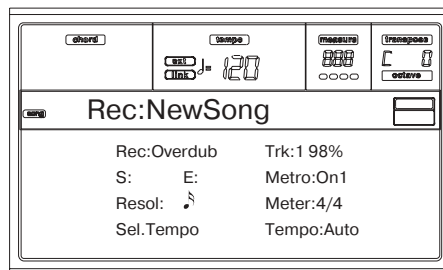 chord tempo measure transpose
ext
link ♩= 120 888 C 0
octave
song Rec:NewSong
Rec:Overdub Trk:1 98%
S: E: Metro:On1
Resol: 𝅘𝅥𝅯 Meter:4/4
Sel.Tempo Tempo:Auto